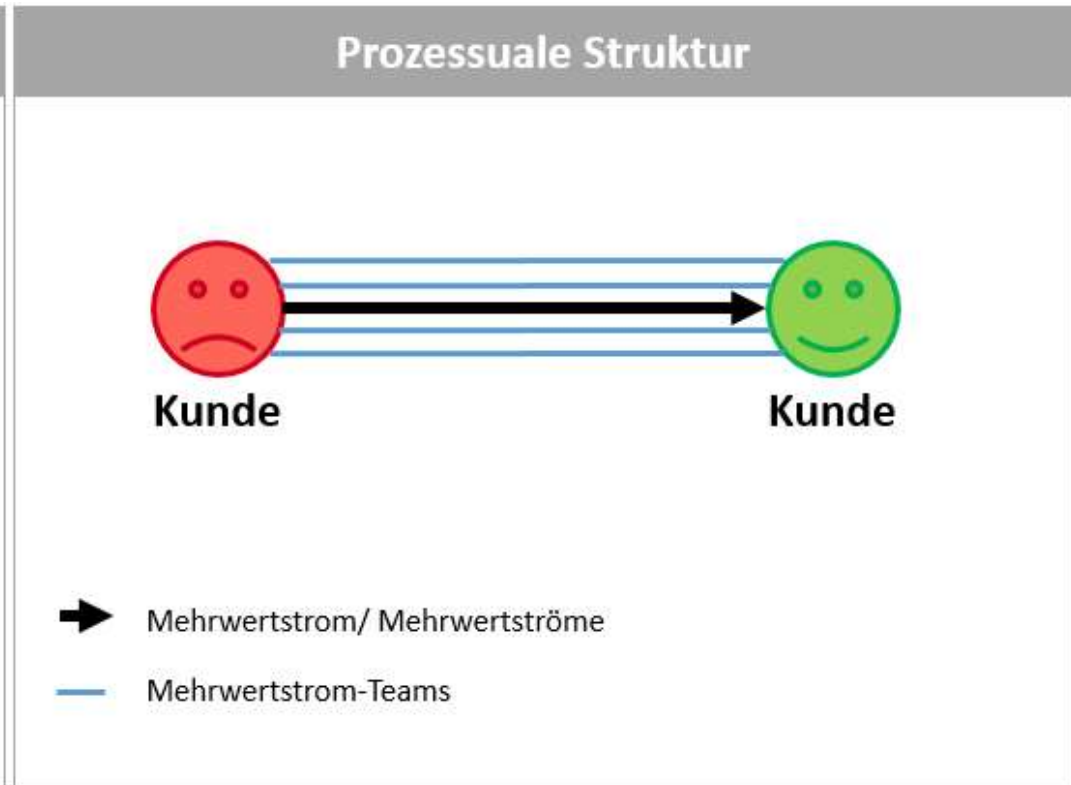 Prozessuale Struktur
Kunde
Kunde
Mehrwertstrom/ Mehrwertströme
Mehrwertstrom-Teams